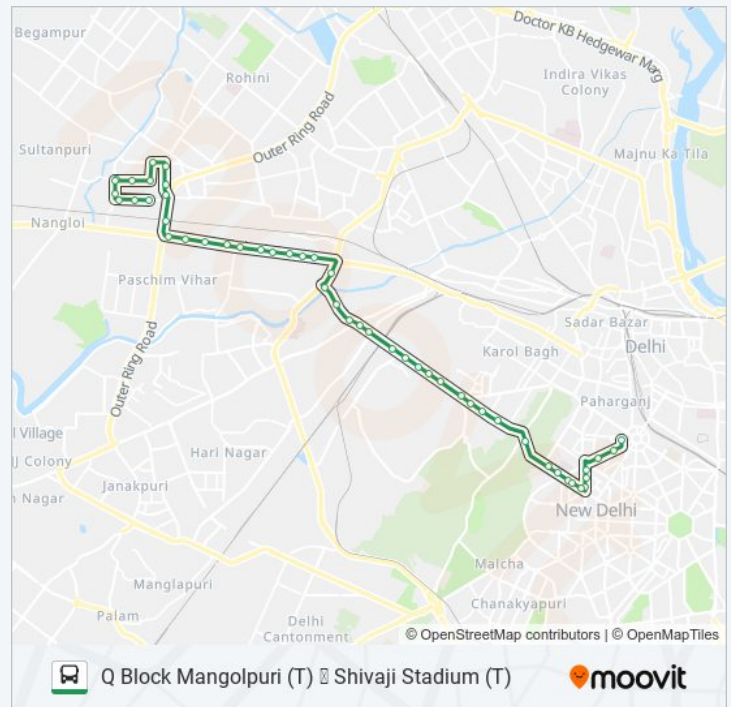 Begampur
Doctor KB Hedgewar Marg
Rohini
Indira Vikas
Colony
Outer Ring Road
Sultanpuri
Majnu Ka Tila
Nangloi
Paschim Vihar
Sadar Bazar
Karol Bagh
Delhi
Outer Ring Road
Paharganj
l Village
Hari Nagar
JJ Colony
Janakpuri
n Nagar
New Delhi
Malcha
Manglapuri
Chanakyapuri
Palam
Delhi
Cantonment
© OpenStreetMap contributors | © OpenMapTiles
Q Block Mangolpuri (T) 𥉉 Shivaji Stadium (T)
moovit